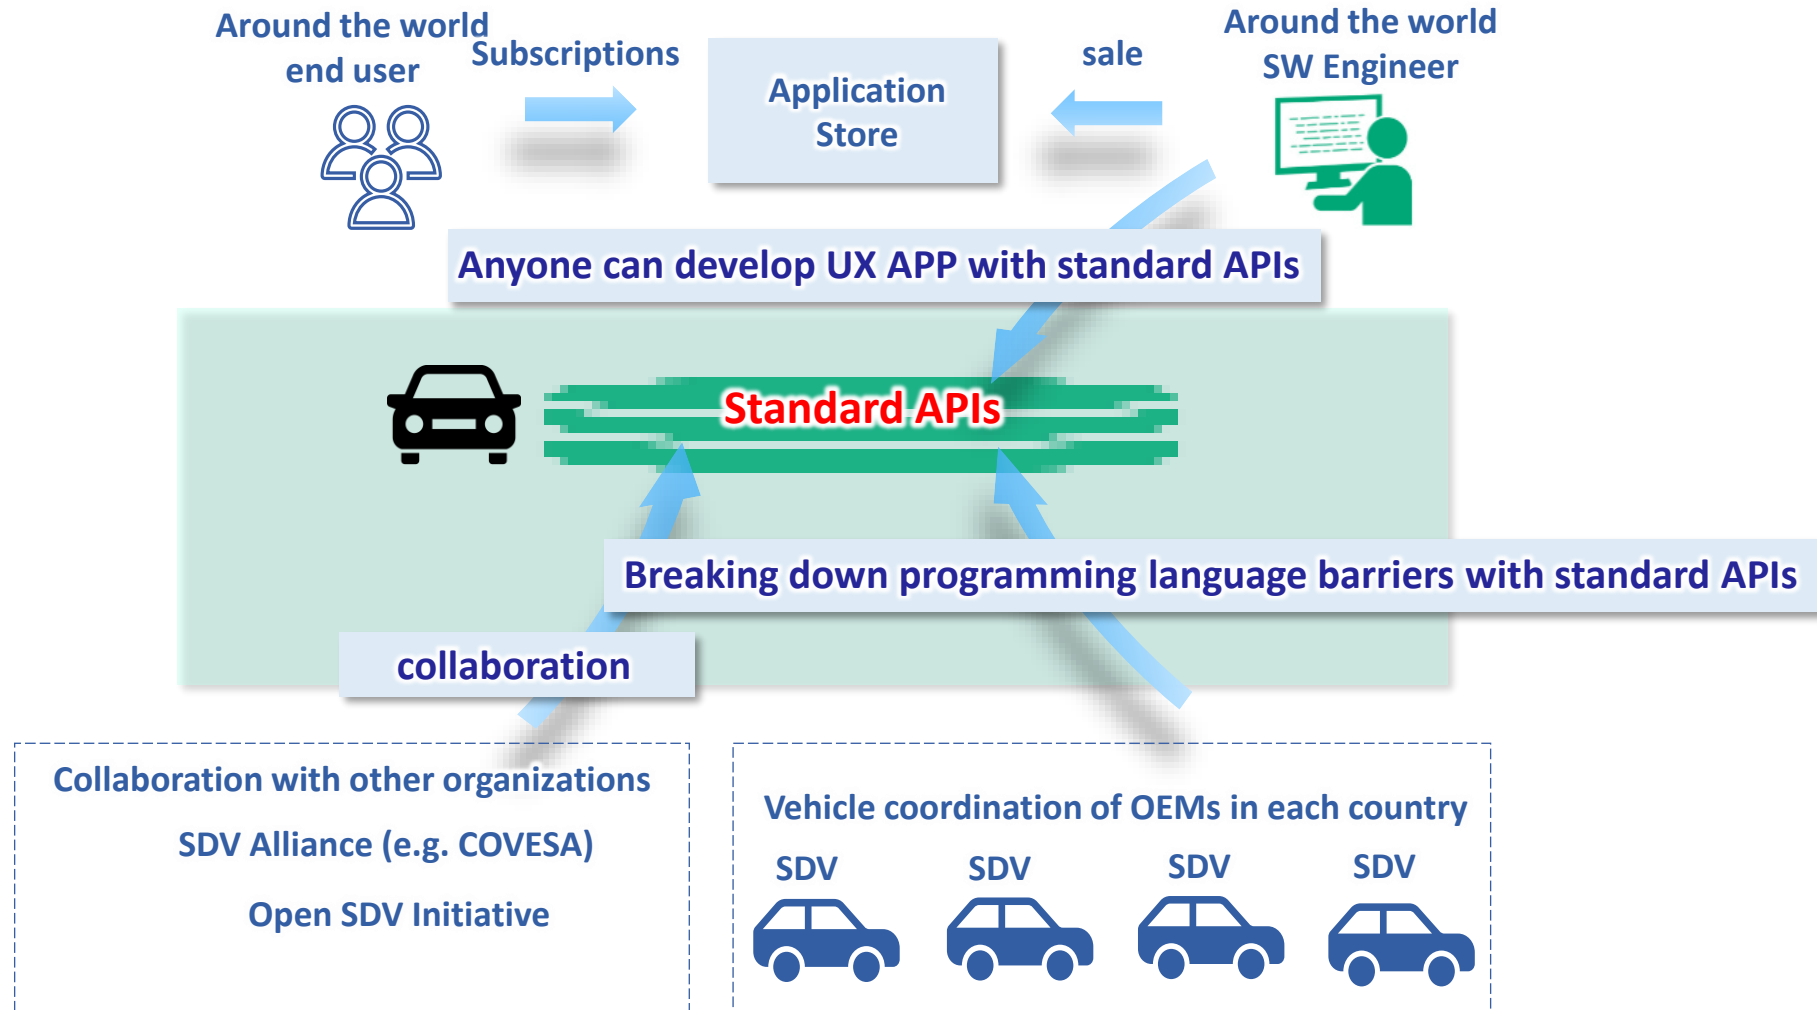 Around the world
end user
Subscriptions
Application
Store
sale
Around the world
SW Engineer
Anyone can develop UX APP with standard APIs
Standard APIs
Breaking down programming language barriers with standard APIs
collaboration
Collaboration with other organizations
SDV Alliance (e.g. COVESA)
Open SDV Initiative
Vehicle coordination of OEMs in each country
SDV
SDV
SDV
SDV